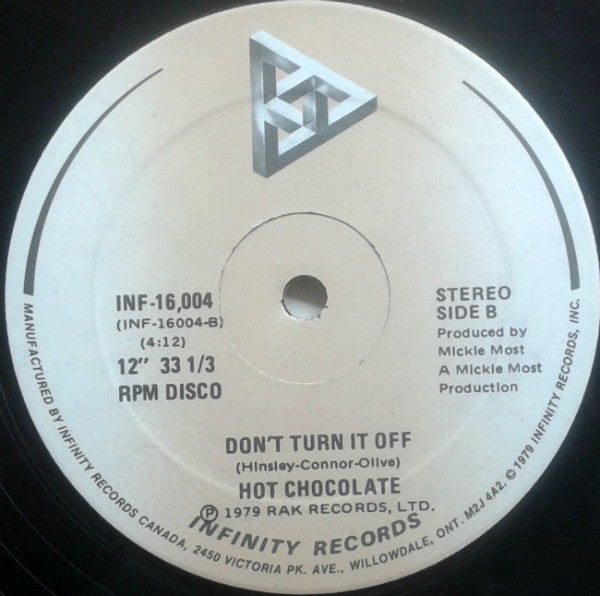 INF-16,004
(INF-16004-B)
(4:12)
12" 33 1/3
RPM DISCO
STEREO
SIDE B
Produced by
Mickie Most
A Mickie Most
Production
DON'T TURN IT OFF
(Hinsley-Connor-Olive)
HOT CHOCOLATE
Ⓟ 1979 RAK RECORDS, LTD.
INFINITY RECORDS
MANUFACTURED BY INFINITY RECORDS CANADA, 2450 VICTORIA PK. AVE., WILLOWDALE, ONT. M2J 4A2. © 1979 INFINITY RECORDS, INC.